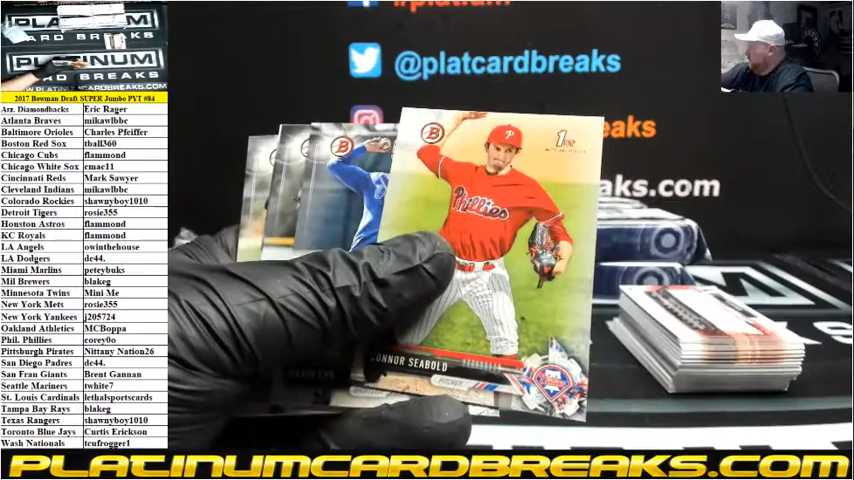 PLATINUM
CARD BREAKS
PLATINUM
CARD BREAKS
2017 Bowman Draft SUPER Jumbo PYT #84
Arz. Diamondbacks Eric Rager
Atlanta Braves mikawlbbc
Baltimore Orioles Charles Pfeiffer
Boston Red Sox tball360
Chicago Cubs flammond
Chicago White Sox cmac11
Cincinnati Reds Mark Sawyer
Cleveland Indians mikawlbbc
Colorado Rockies shawnyboy1010
Detroit Tigers rosie355
Houston Astros flammond
KC Royals flammond
LA Angels owinthehouse
LA Dodgers dc44.
Miami Marlins peteybuks
Mil Brewers blakeg
Minnesota Twins Mini Me
New York Mets rosie355
New York Yankees j205724
Oakland Athletics MCBoppa
Phil. Phillies corey0o
Pittsburgh Pirates Nittany Nation26
San Diego Padres dc44.
San Fran Giants Brent Gannan
Seattle Mariners twhite7
St. Louis Cardinals lethalsportscards
Tampa Bay Rays blakeg
Texas Rangers shawnyboy1010
Toronto Blue Jays Curtis Erickson
Wash Nationals tcufrogger1
@platcardbreaks
eaks
ks.com
B
B
1ST
P
Phillies
CONNOR SEABOLD
PITCHER
PLATINUMCARDBREAKS.COM